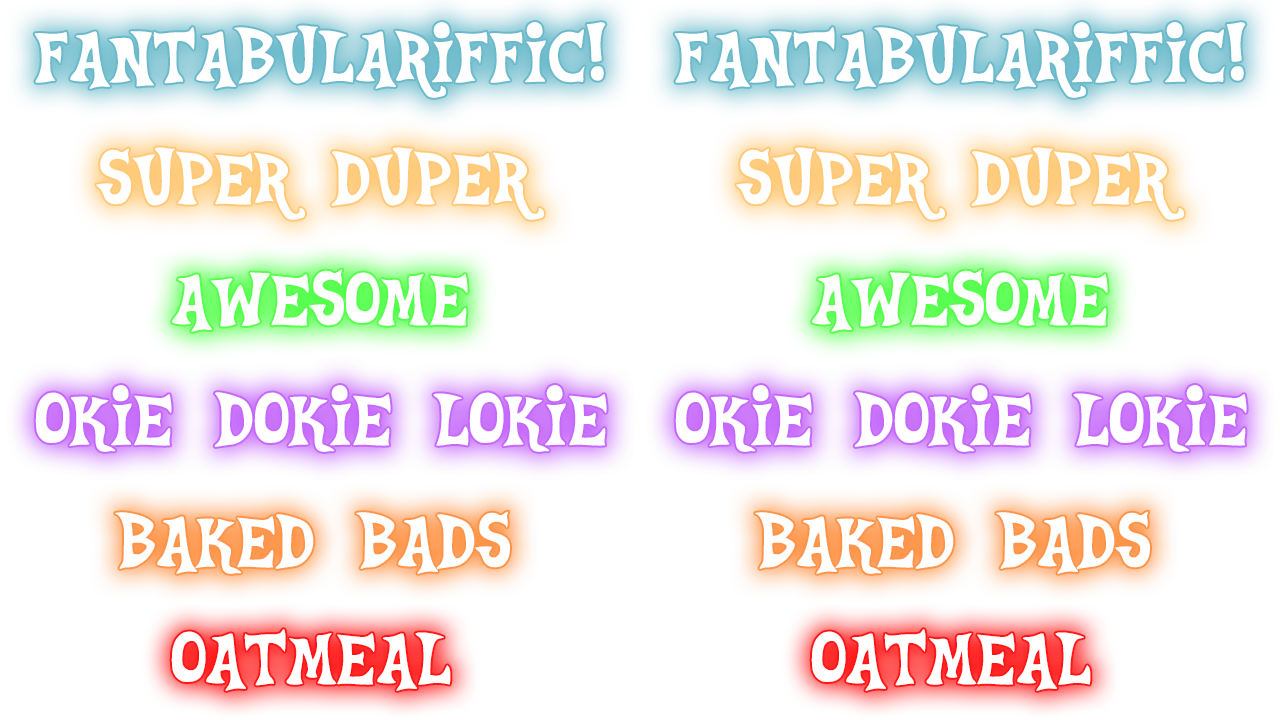 FANTABULARIFFIC! FANTABULARIFFIC!
SUPER DUPER SUPER DUPER
AWESOME AWESOME
OKIE DOKIE LOKIE OKIE DOKIE LOKIE
BAKED BADS BAKED BADS
OATMEAL OATMEAL